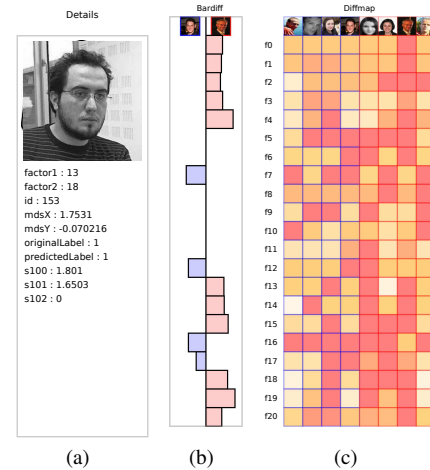 Details
factor1 : 13
factor2 : 18
id : 153
mdsX : 1.7531
mdsY : -0.070216
originalLabel : 1
predictedLabel : 1
s100 : 1.801
s101 : 1.6503
s102 : 0
(a)
Bardiff
(b)
Diffmap
f0
f1
f2
f3
f4
f5
f6
f7
f8
f9
f10
f11
f12
f13
f14
f15
f16
f17
f18
f19
f20
(c)